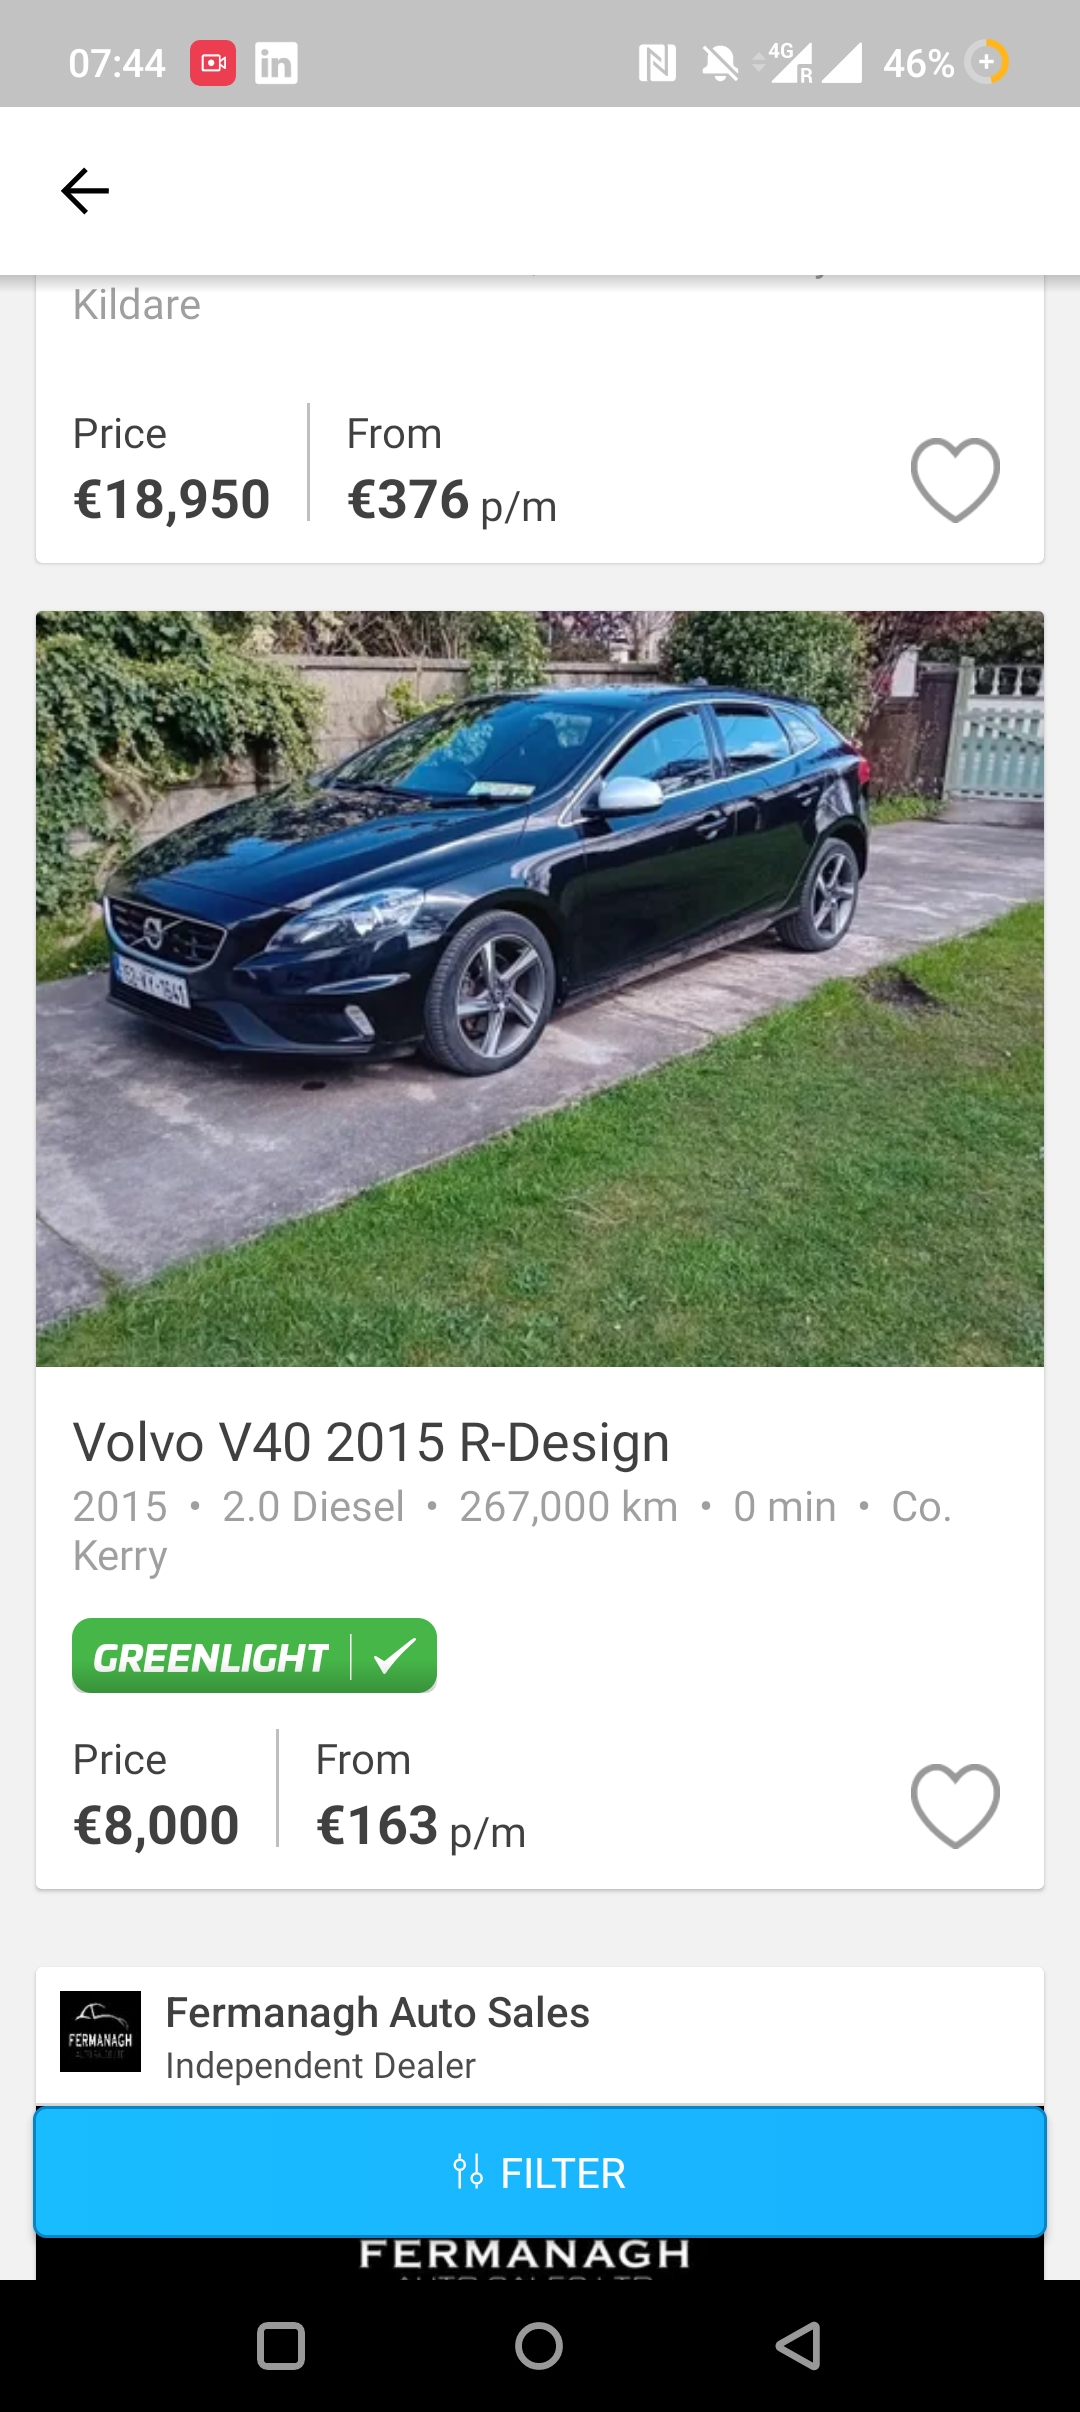 07:44 4G R 46%
Kildare
Price From
€18,950 €376 p/m
Volvo V40 2015 R-Design
2015 • 2.0 Diesel • 267,000 km • 0 min • Co.
Kerry
GREENLIGHT
Price From
€8,000 €163 p/m
FERMANAGH
Fermanagh Auto Sales
Independent Dealer
FILTER
FERMANAGH